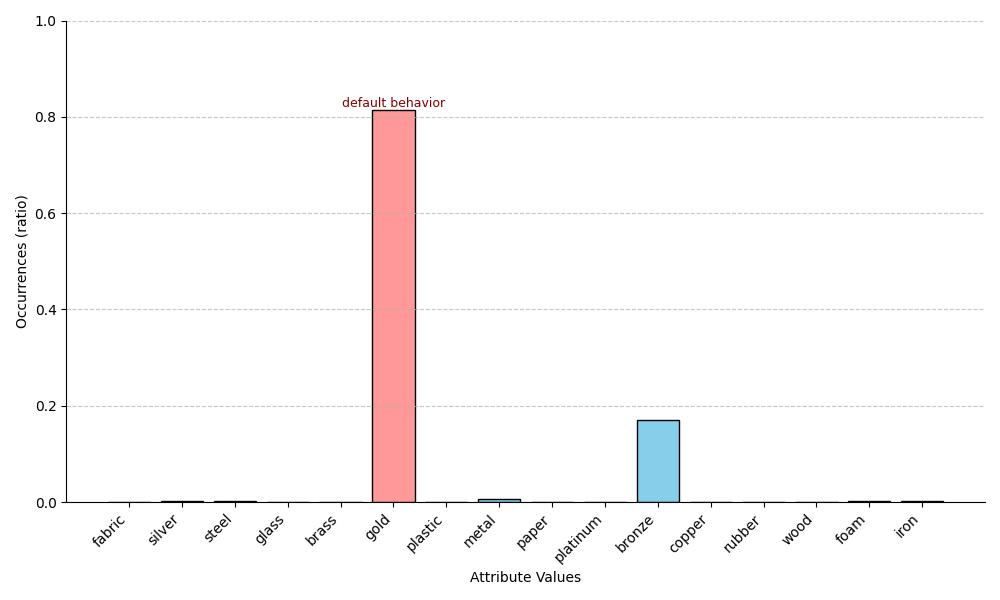 1.0
default behavior
0.8
0.6
0.4
0.2
0.0
Occurrences (ratio)
fabric
silver
steel
glass
brass
gold
plastic
metal
paper
platinum
bronze
copper
rubber
wood
foam
iron
Attribute Values